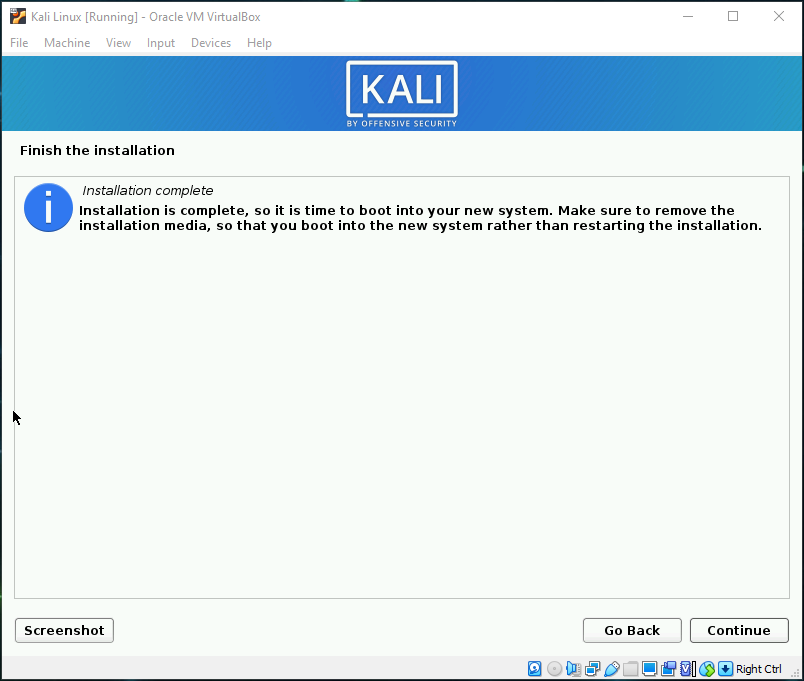 Kali Linux [Running] - Oracle VM VirtualBox
File Machine View Input Devices Help
KALI
BY OFFENSIVE SECURITY
Finish the installation
Installation complete
Installation is complete, so it is time to boot into your new system. Make sure to remove the
installation media, so that you boot into the new system rather than restarting the installation.
Screenshot Go Back Continue
Right Ctrl